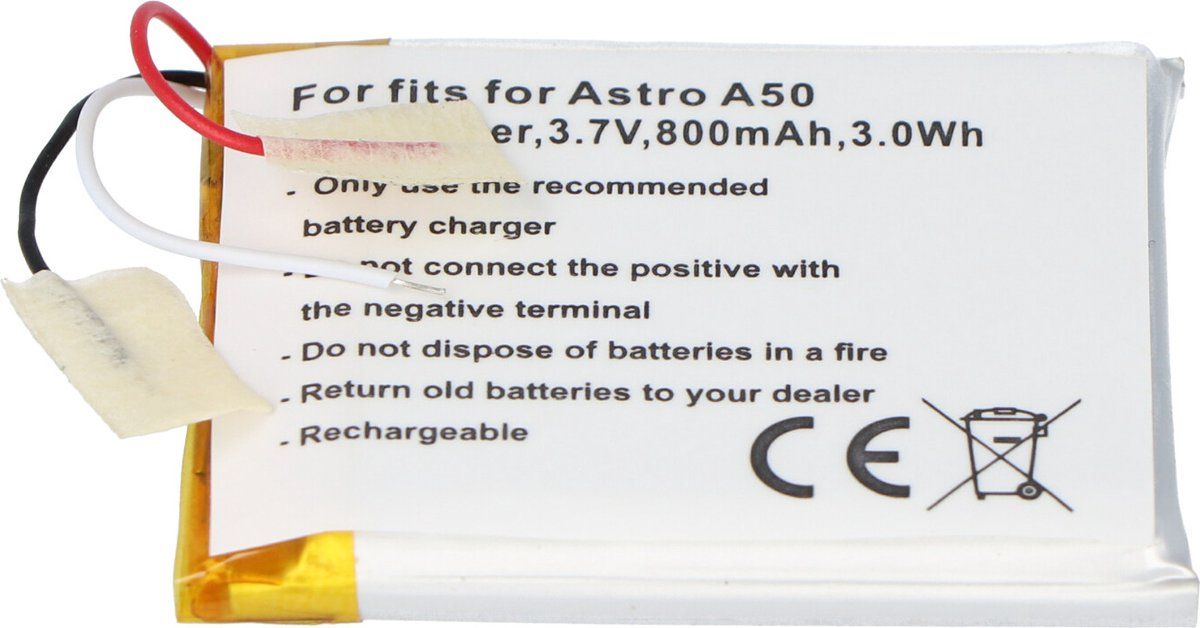 For fits for Astro A50
er,3.7V,800mAh,3.0Wh
. Only use the recommended
battery charger
not connect the positive with
the negative terminal
. Do not dispose of batteries in a fire
. Return old batteries to your dealer
. Rechargeable
CE